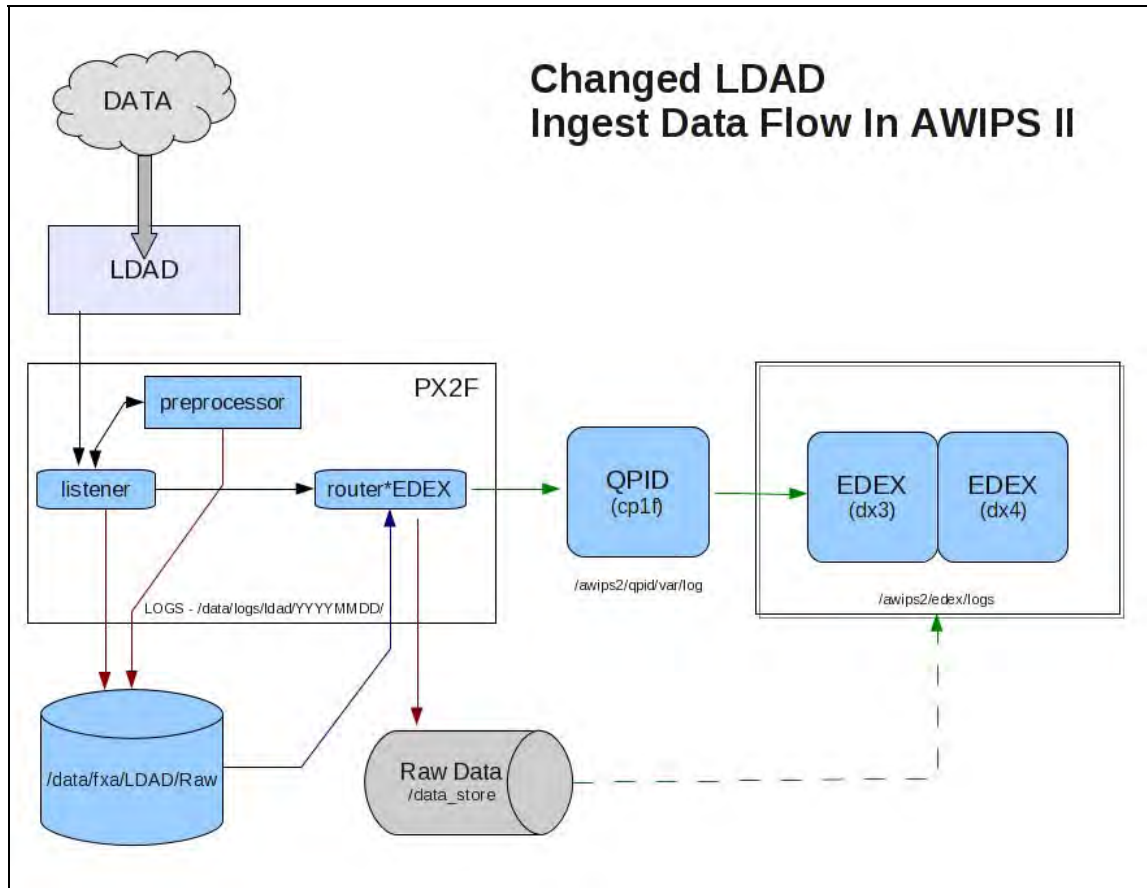 Changed LDAD
Ingest Data Flow In AWIPS II
DATA
LDAD
PX2F
preprocessor
listener
router*EDEX
LOGS - /data/logs/ldad/YYYYMMDD/
QPID
(cp1f)
/awips2/qpid/var/log
EDEX
(dx3)
EDEX
(dx4)
/awips2/edex/logs
/data/fxa/LDAD/Raw
Raw Data
/data_store